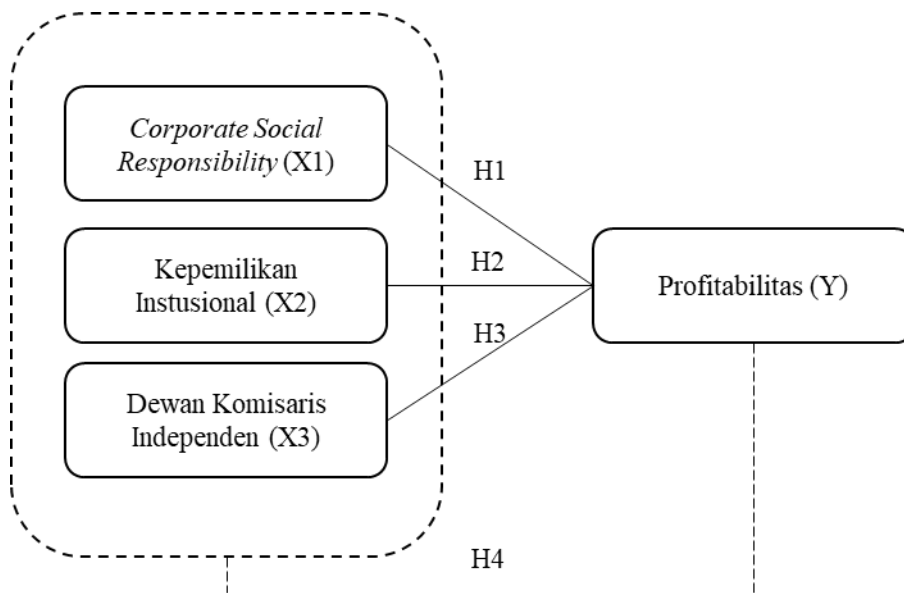 Corporate Social
Responsibility (X1)
H1
Kepemilikan
Instusional (X2)
H2
Profitabilitas (Y)
H3
Dewan Komisaris
Independen (X3)
H4